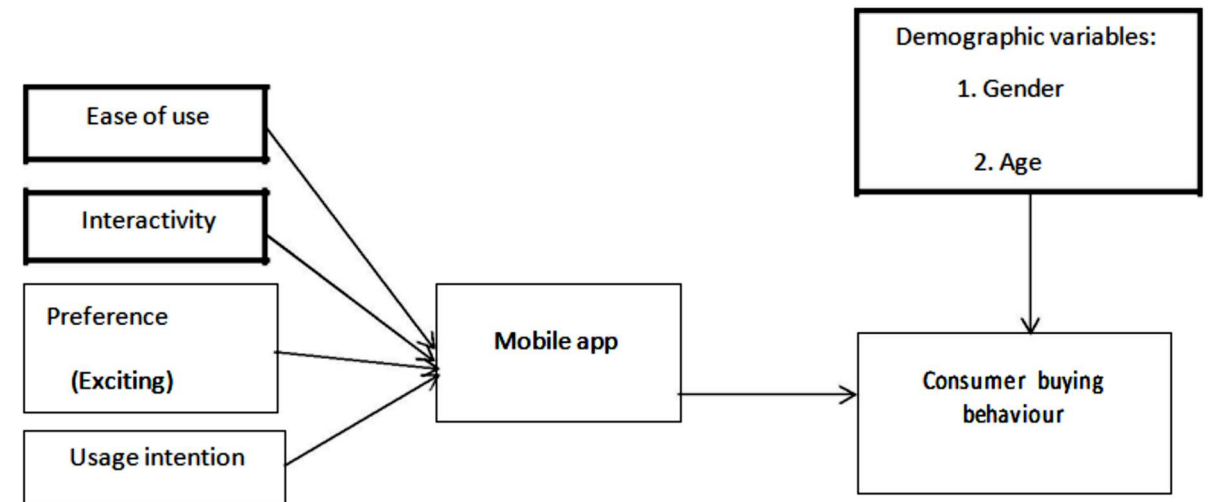 Demographic variables:
1. Gender
2. Age
Ease of use
Interactivity
Preference
(Exciting)
Usage intention
Mobile app
Consumer buying
behaviour